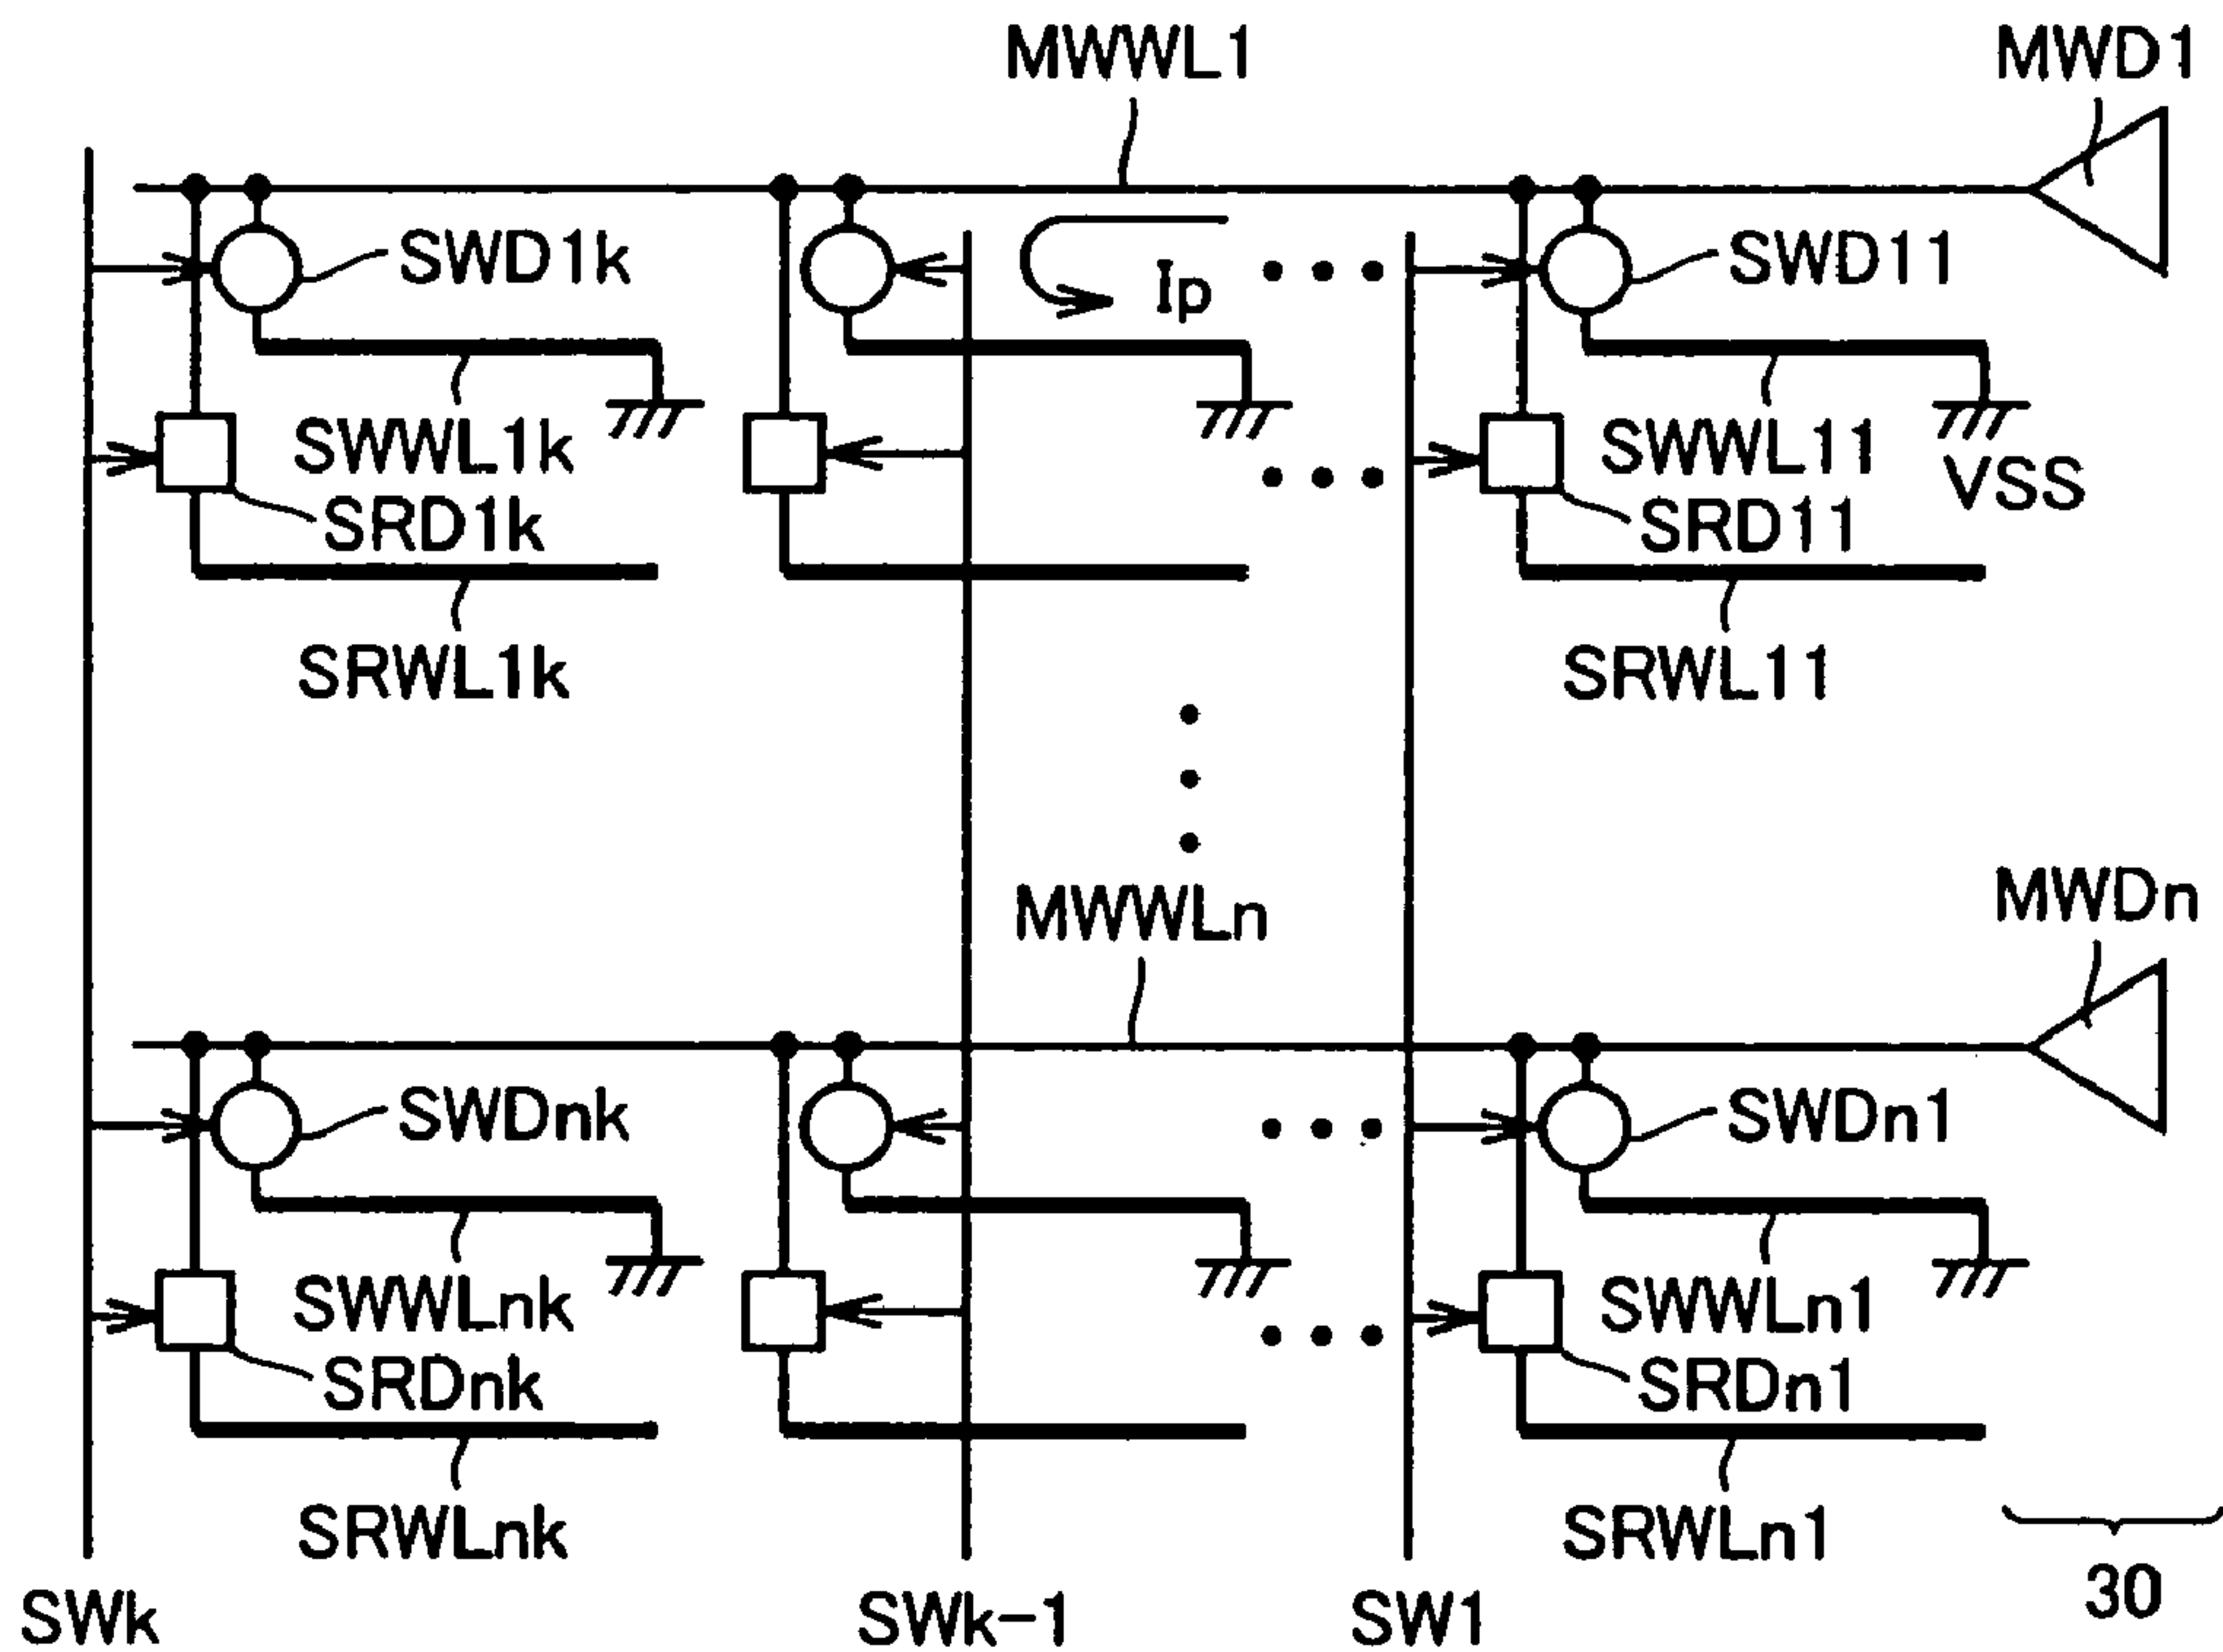 MWWL1
MWD1
SWD1k
Ip
SWD11
SWWL1k
SWWL11
VSS
SRD1k
SRD11
SRWL1k
SRWL11
MWWLn
MWDn
SWDnk
SWDn1
SWWLnk
SWWLn1
SRDnk
SRDn1
SRWLnk
SRWLn1
30
SWk
SWk-1
SW1